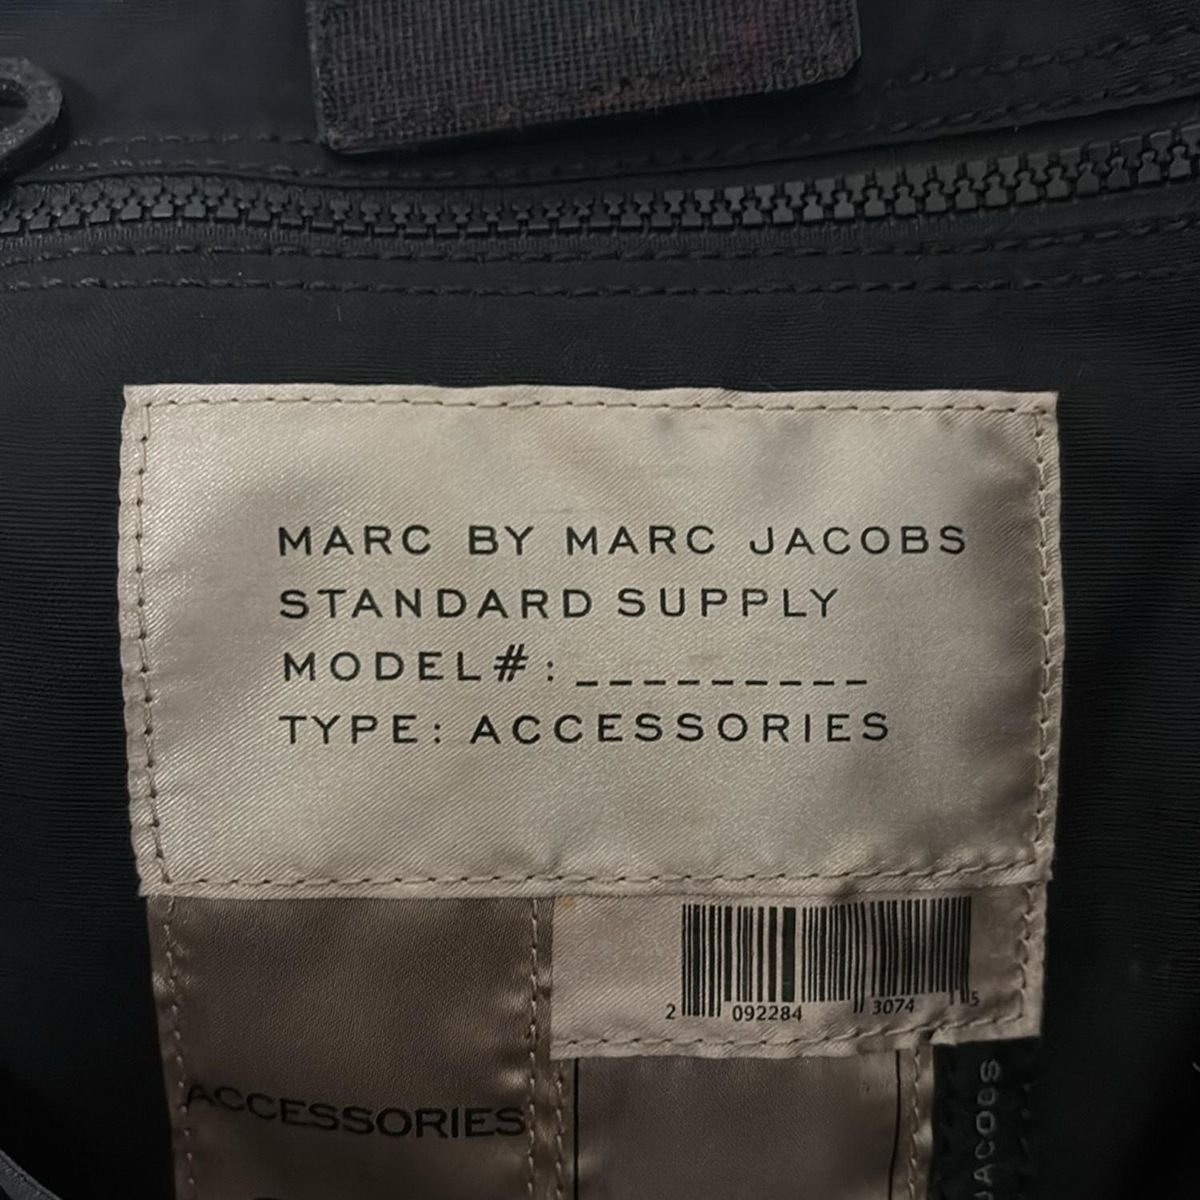 MARC BY MARC JACOBS
STANDARD SUPPLY
MODEL#: _________
TYPE: ACCESSORIES
2 092284 3074 5
ACCESSORIES
JACOBS